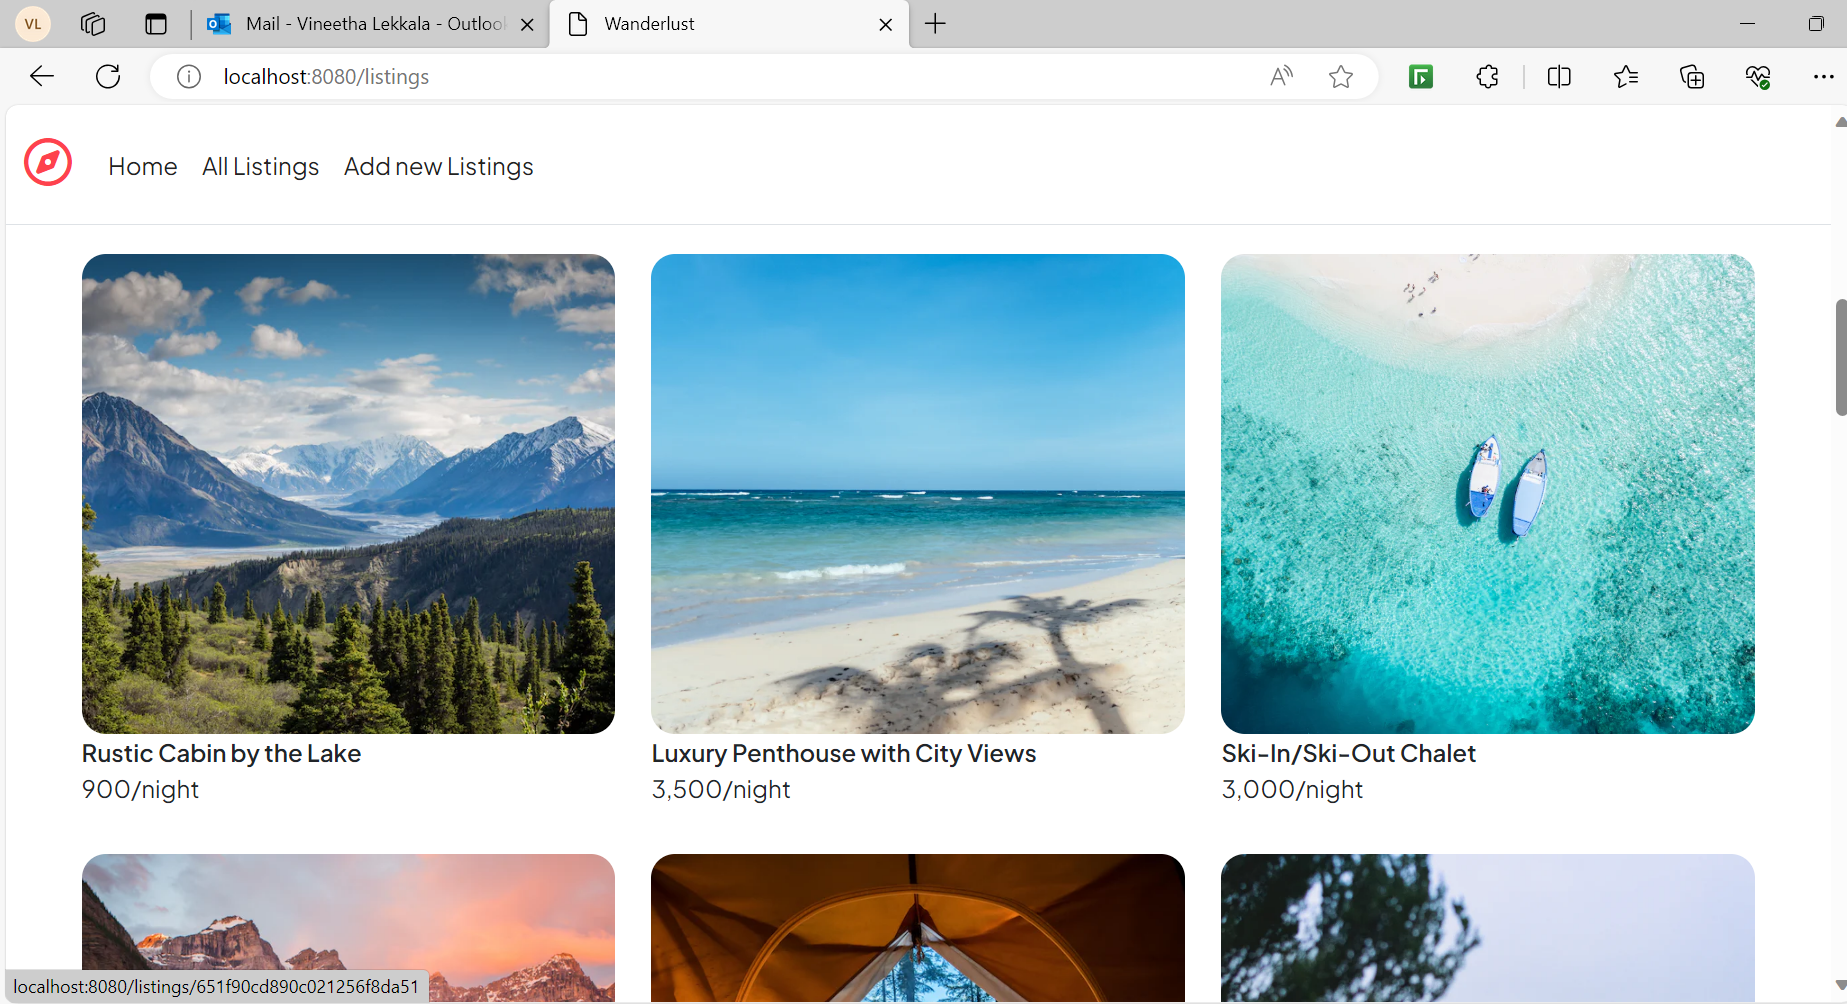 VL
Mail - Vineetha Lekkala - Outloo
Wanderlust
localhost:8080/listings
Home
All Listings
Add new Listings
Rustic Cabin by the Lake
900/night
Luxury Penthouse with City Views
3,500/night
Ski-In/Ski-Out Chalet
3,000/night
localhost:8080/listings/651f90cd890c021256f8da51